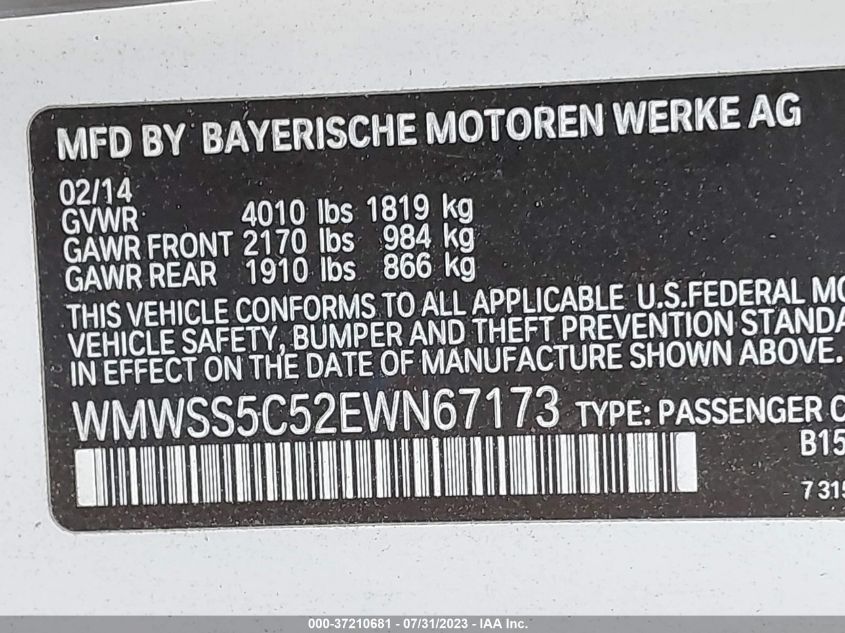 MFD BY BAYERISCHE MOTOREN WERKE AG
02/14
GVWR 4010 lbs 1819 kg
GAWR FRONT 2170 lbs 984 kg
GAWR REAR 1910 lbs 866 kg
THIS VEHICLE CONFORMS TO ALL APPLICABLE U.S.FEDERAL MO
VEHICLE SAFETY, BUMPER AND THEFT PREVENTION STANDA
IN EFFECT ON THE DATE OF MANUFACTURE SHOWN ABOVE.
WMWSS5C52EWN67173 TYPE: PASSENGER C
B15
7 315
000-37210681 - 07/31/2023 - IAA Inc.